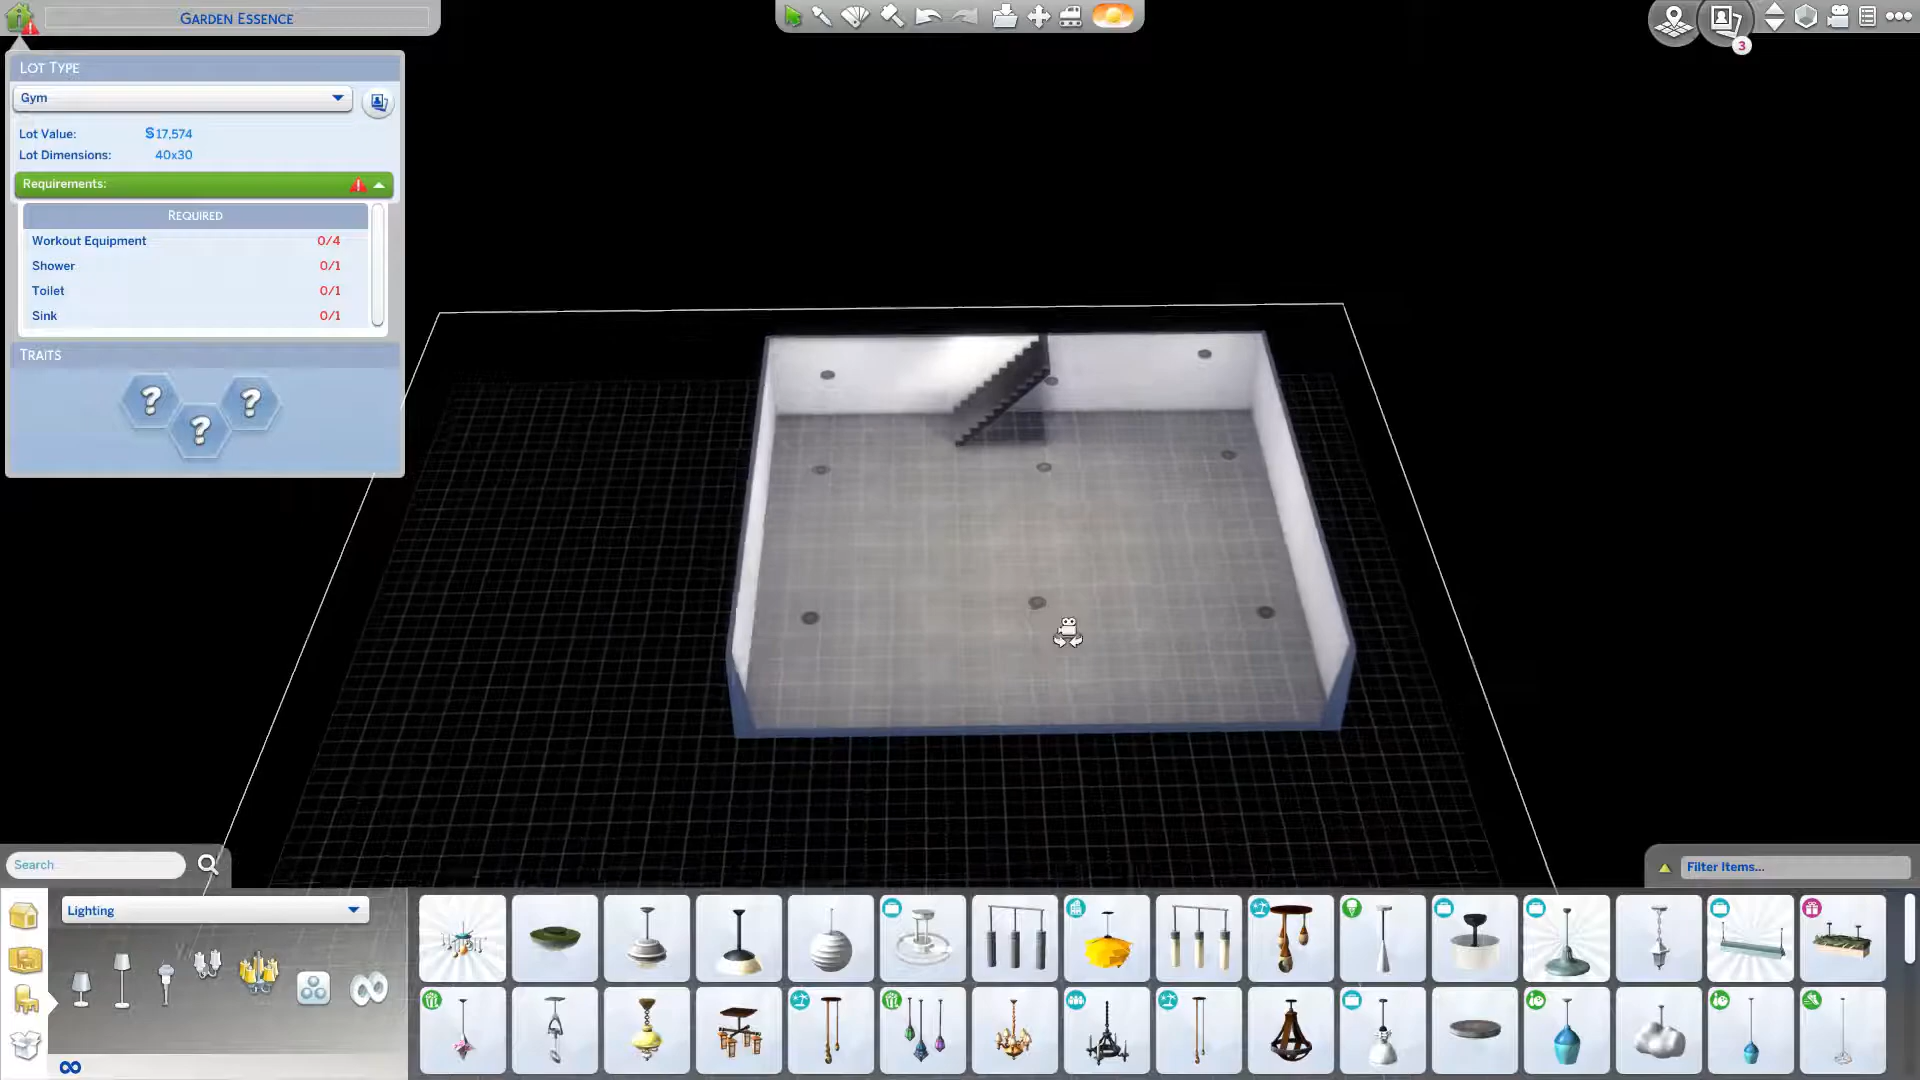 Garden Essence
3
Lot Type
Gym
Lot Value: §17,574
Lot Dimensions: 40x30
Requirements:
Required
Workout Equipment 0/4
Shower 0/1
Toilet 0/1
Sink 0/1
Traits
? ? ?
Search
Filter Items...
Lighting